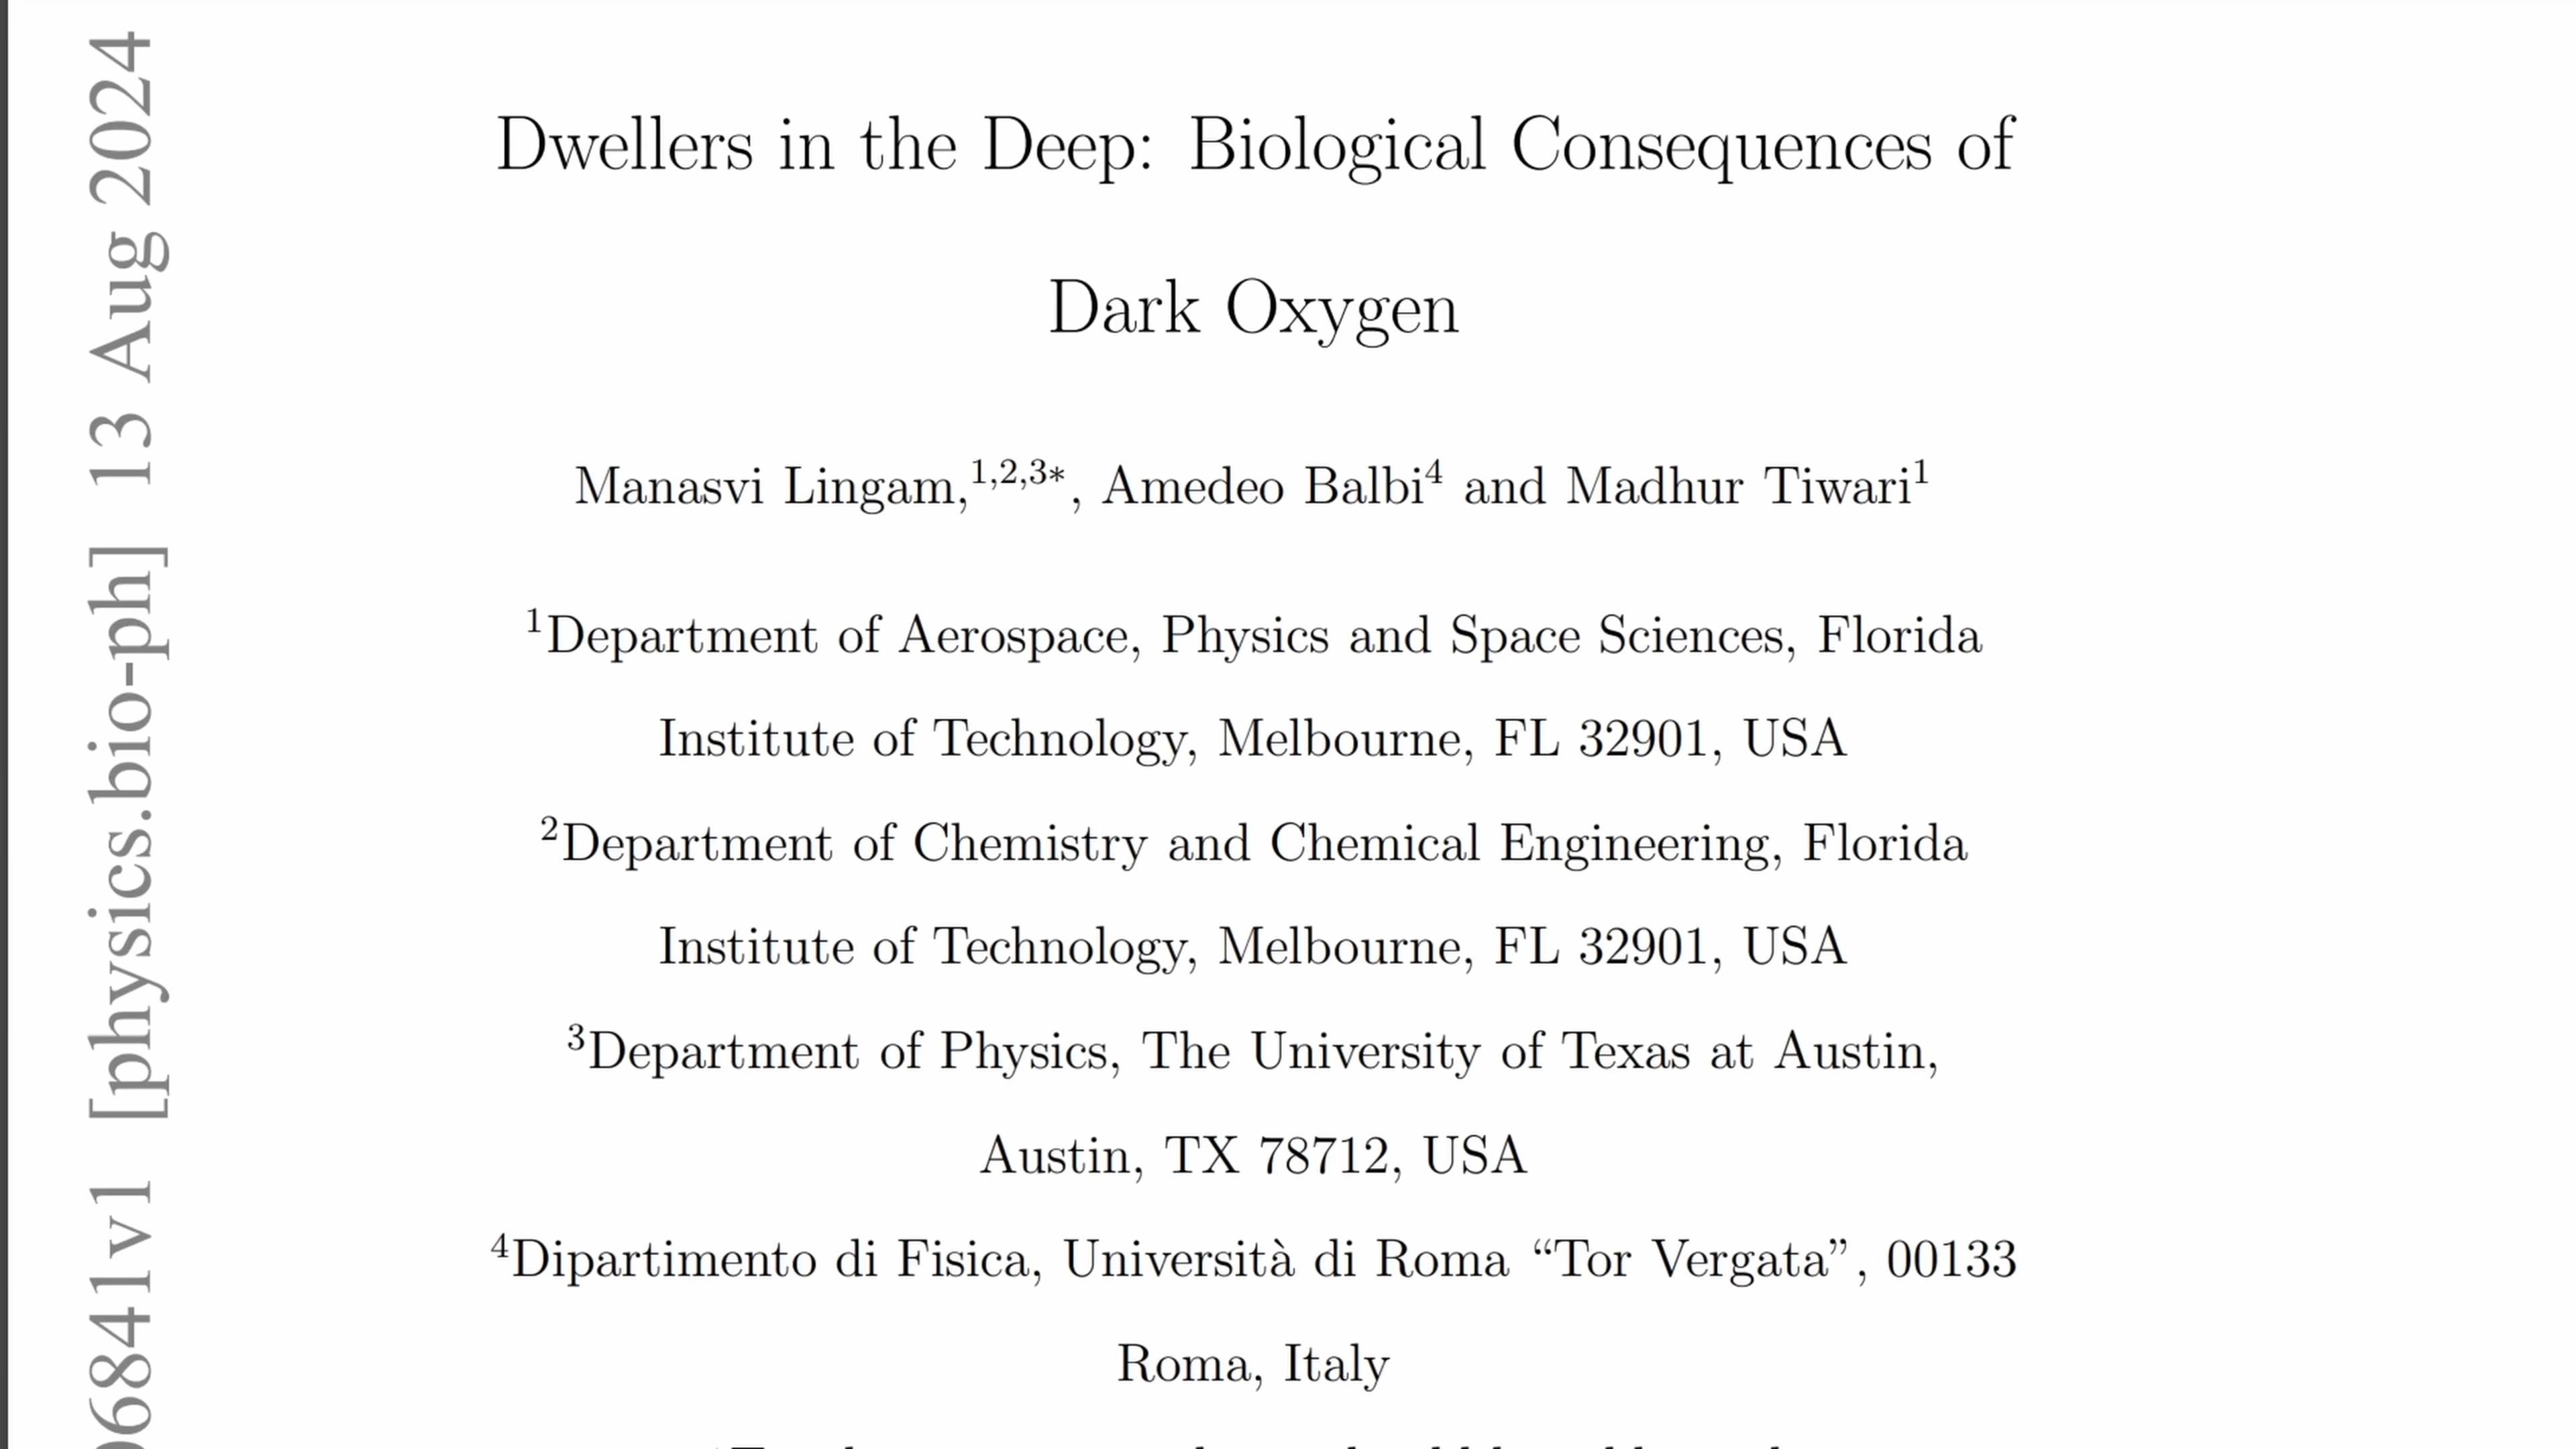 Dwellers in the Deep: Biological Consequences of
Dark Oxygen
Manasvi Lingam,1,2,3*, Amedeo Balbi4 and Madhur Tiwari1
1Department of Aerospace, Physics and Space Sciences, Florida
Institute of Technology, Melbourne, FL 32901, USA
2Department of Chemistry and Chemical Engineering, Florida
Institute of Technology, Melbourne, FL 32901, USA
3Department of Physics, The University of Texas at Austin,
Austin, TX 78712, USA
4Dipartimento di Fisica, Università di Roma “Tor Vergata”, 00133
Roma, Italy
6841v1 [physics.bio-ph] 13 Aug 2024